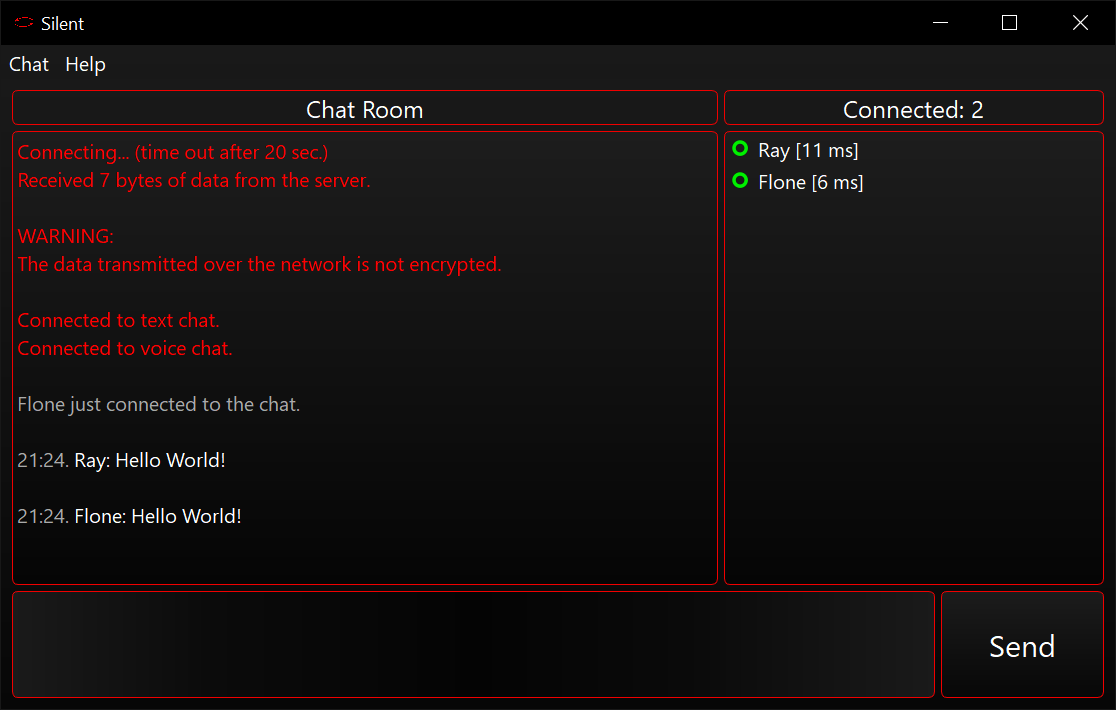 Silent
Chat Help
Chat Room
Connected: 2
Connecting... (time out after 20 sec.)
Received 7 bytes of data from the server.
WARNING:
The data transmitted over the network is not encrypted.
Connected to text chat.
Connected to voice chat.
Flone just connected to the chat.
21:24. Ray: Hello World!
21:24. Flone: Hello World!
Ray [11 ms]
Flone [6 ms]
Send